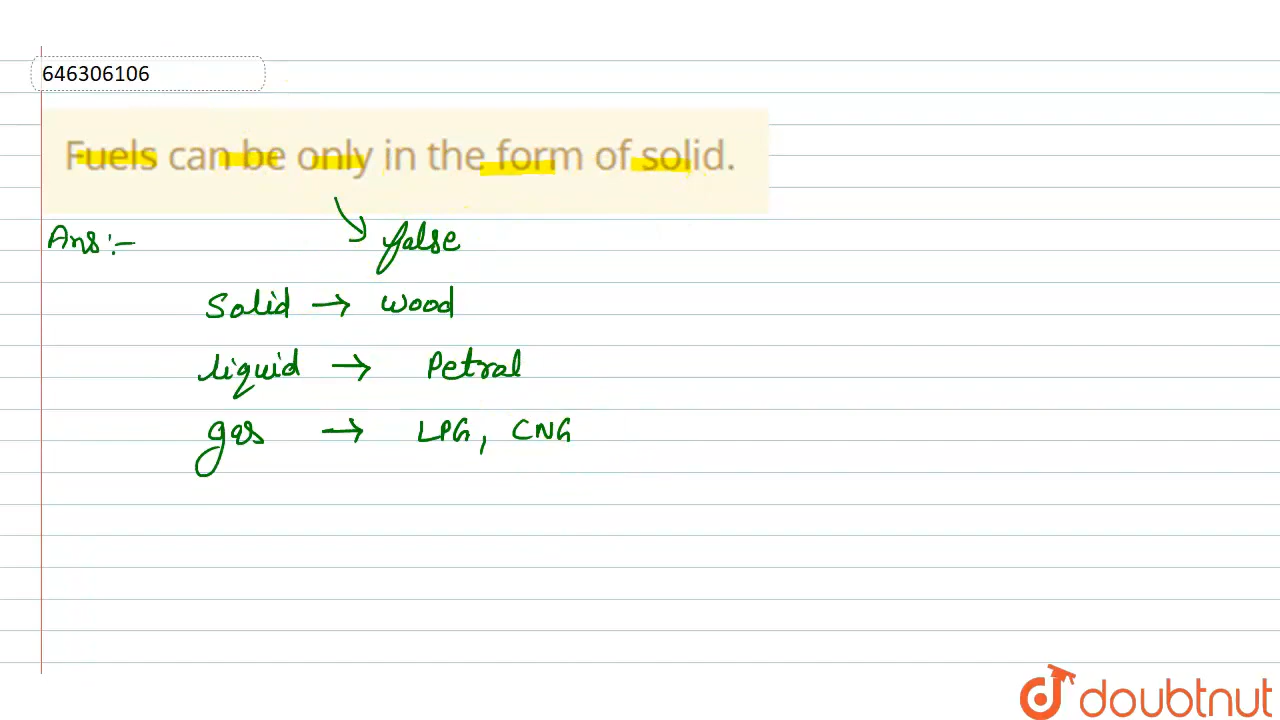 646306106
Fuels can be only in the form of solid.
Ans :-
false
Solid → wood
liquid → Petral
gas → LPG, CNG
doubtnut